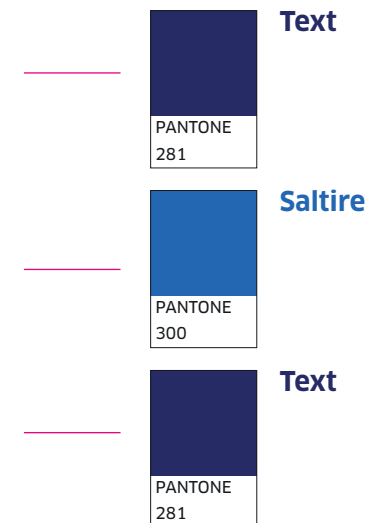 Text
PANTONE
281
Saltire
PANTONE
300
Text
PANTONE
281